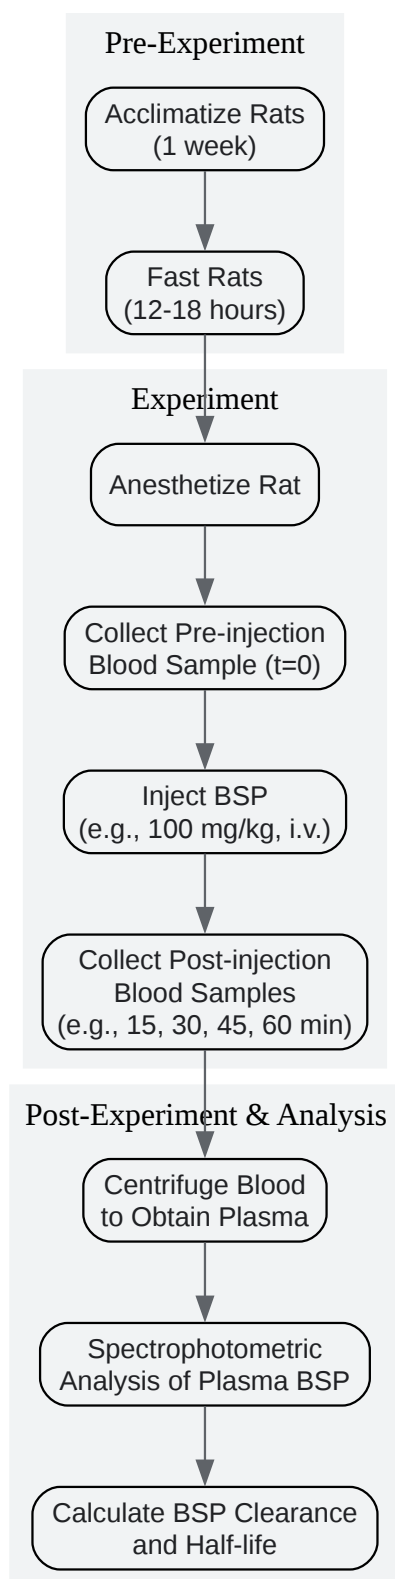 Pre-Experiment
Acclimatize Rats
(1 week)
Fast Rats
(12-18 hours)
Experiment
Anesthetize Rat
Collect Pre-injection
Blood Sample (t=0)
Inject BSP
(e.g., 100 mg/kg, i.v.)
Collect Post-injection
Blood Samples
(e.g., 15, 30, 45, 60 min)
Post-Experiment & Analysis
Centrifuge Blood
to Obtain Plasma
Spectrophotometric
Analysis of Plasma BSP
Calculate BSP Clearance
and Half-life